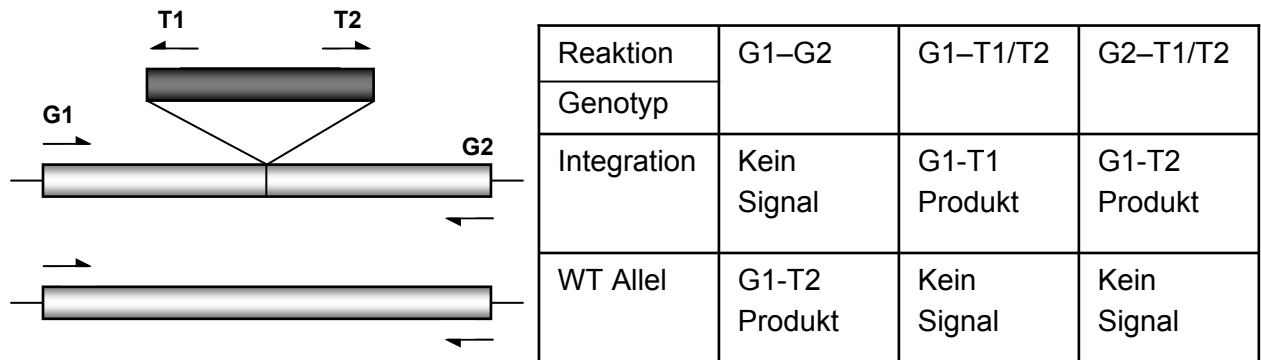 T1 T2
G1
G2
Reaktion G1–G2 G1–T1/T2 G2–T1/T2
Genotyp
Integration Kein G1-T1 G1-T2
Signal Produkt Produkt
WT Allel G1-T2 Kein Kein
Produkt Signal Signal